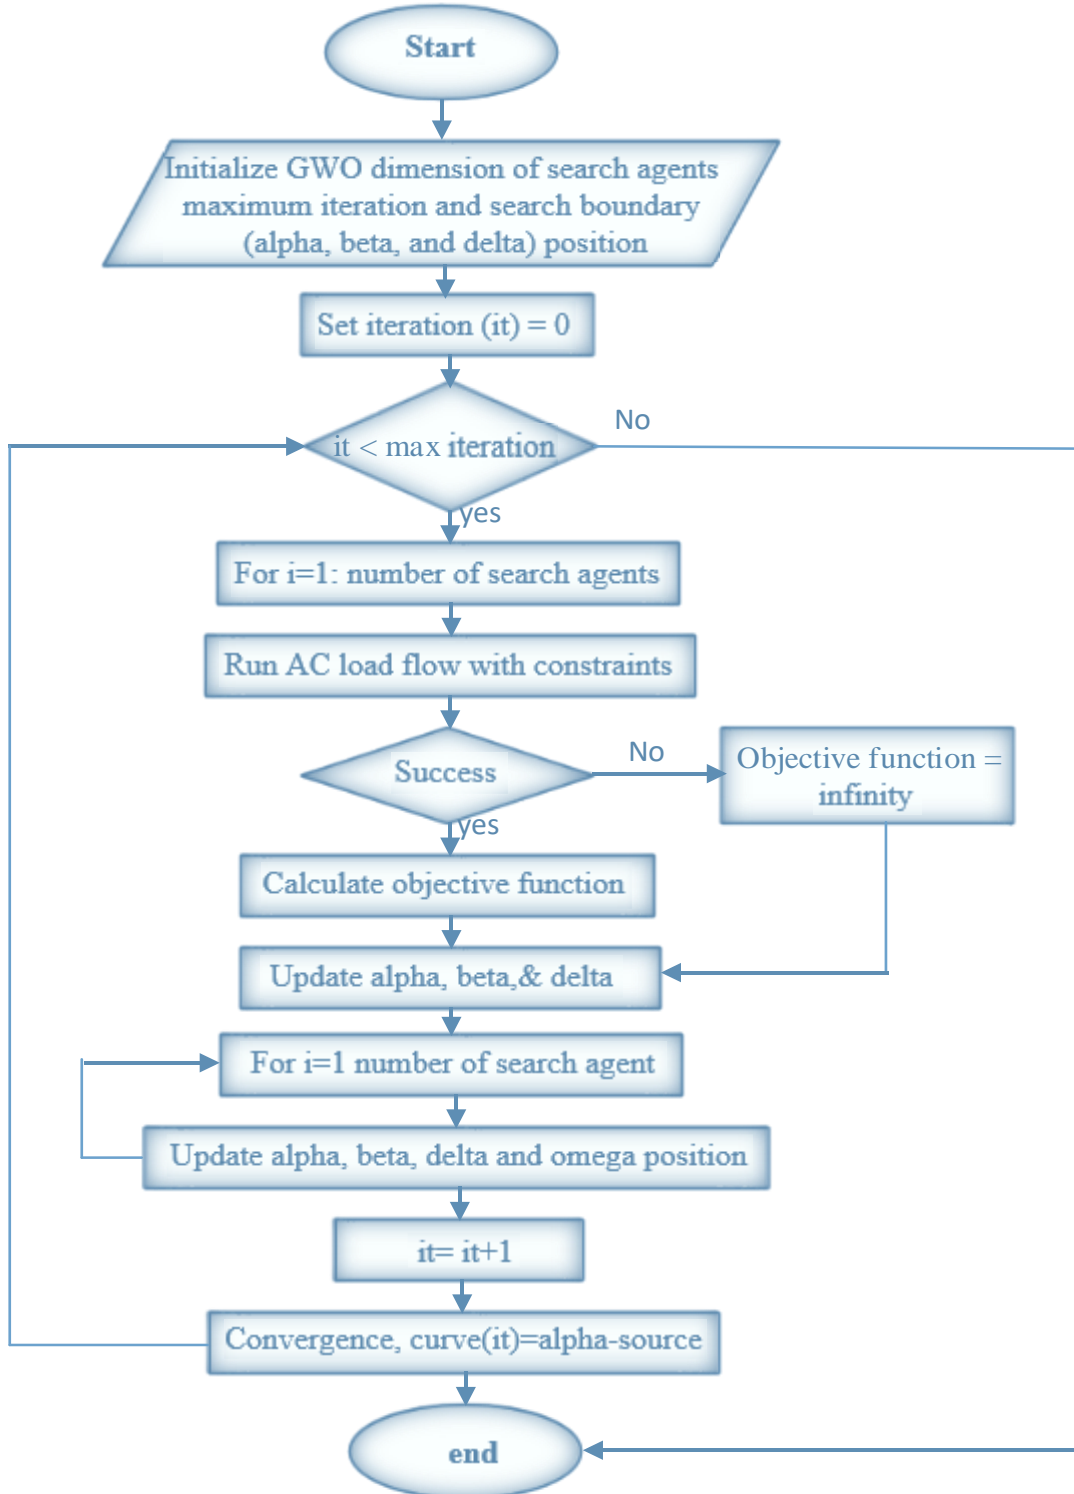 Start
Initialize GWO dimension of search agents
maximum iteration and search boundary
(alpha, beta, and delta) position
Set iteration (it) = 0
it < max iteration
No
yes
For i=1: number of search agents
Run AC load flow with constraints
Success
No
Objective function =
infinity
yes
Calculate objective function
Update alpha, beta,& delta
For i=1 number of search agent
Update alpha, beta, delta and omega position
it= it+1
Convergence, curve(it)=alpha-source
end